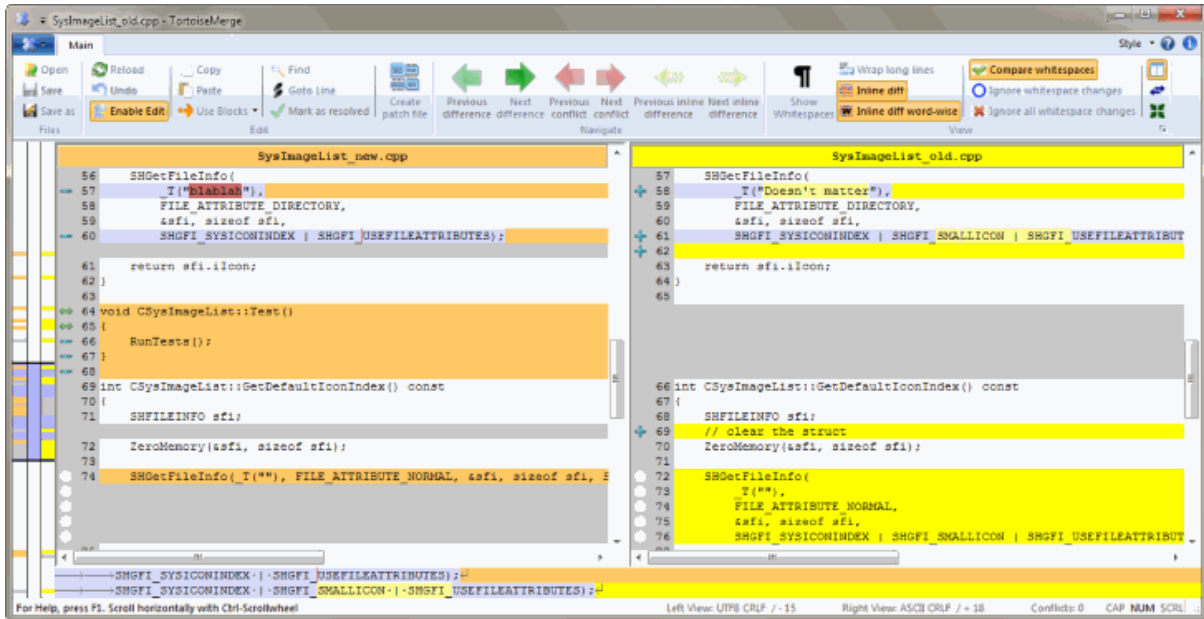 SysImageList_old.cpp - TortoiseMerge
Main
Style
Open
Reload
Copy
Find
Save
Undo
Paste
Goto Line
Save as
Enable Edit
Use Blocks
Mark as resolved
Create patch file
Previous difference
Next difference
Previous conflict
Next conflict
Previous inline difference
Next inline difference
Show Whitespaces
Wrap long lines
Inline diff
Inline diff word-wise
Compare whitespaces
Ignore whitespace changes
Ignore all whitespace changes
Files
Edit
Navigate
View
SysImageList_new.cpp
56 SHGetFileInfo(
57 _T("blablah"),
58 FILE_ATTRIBUTE_DIRECTORY,
59 &sfi, sizeof sfi,
60 SHGFI_SYSICONINDEX | SHGFI_USEFILEATTRIBUTES);
61 return sfi.iIcon;
62 }
63
64 void CSysImageList::Test()
65 {
66 RunTests();
67 }
68
69 int CSysImageList::GetDefaultIconIndex() const
70 {
71 SHFILEINFO sfi;
72 ZeroMemory(&sfi, sizeof sfi);
73
74 SHGetFileInfo(_T(""), FILE_ATTRIBUTE_NORMAL, &sfi, sizeof sfi, S
SysImageList_old.cpp
57 SHGetFileInfo(
58 _T("Doesn't matter"),
59 FILE_ATTRIBUTE_DIRECTORY,
60 &sfi, sizeof sfi,
61 SHGFI_SYSICONINDEX | SHGFI_SMALLICON | SHGFI_USEFILEATTRIBUT
62
63 return sfi.iIcon;
64 }
65
66 int CSysImageList::GetDefaultIconIndex() const
67 {
68 SHFILEINFO sfi;
69 // clear the struct
70 ZeroMemory(&sfi, sizeof sfi);
71
72 SHGetFileInfo(
73 _T(""),
74 FILE_ATTRIBUTE_NORMAL,
75 &sfi, sizeof sfi,
76 SHGFI_SYSICONINDEX | SHGFI_SMALLICON | SHGFI_USEFILEATTRIBUT
SHGFI_SYSICONINDEX·|·SHGFI_USEFILEATTRIBUTES);
SHGFI_SYSICONINDEX·|·SHGFI_SMALLICON·|·SHGFI_USEFILEATTRIBUTES);
For Help, press F1. Scroll horizontally with Ctrl-Scrollwheel
Left View: UTF8 CRLF / - 15
Right View: ASCII CRLF / + 18
Conflicts: 0
CAP NUM SCRL